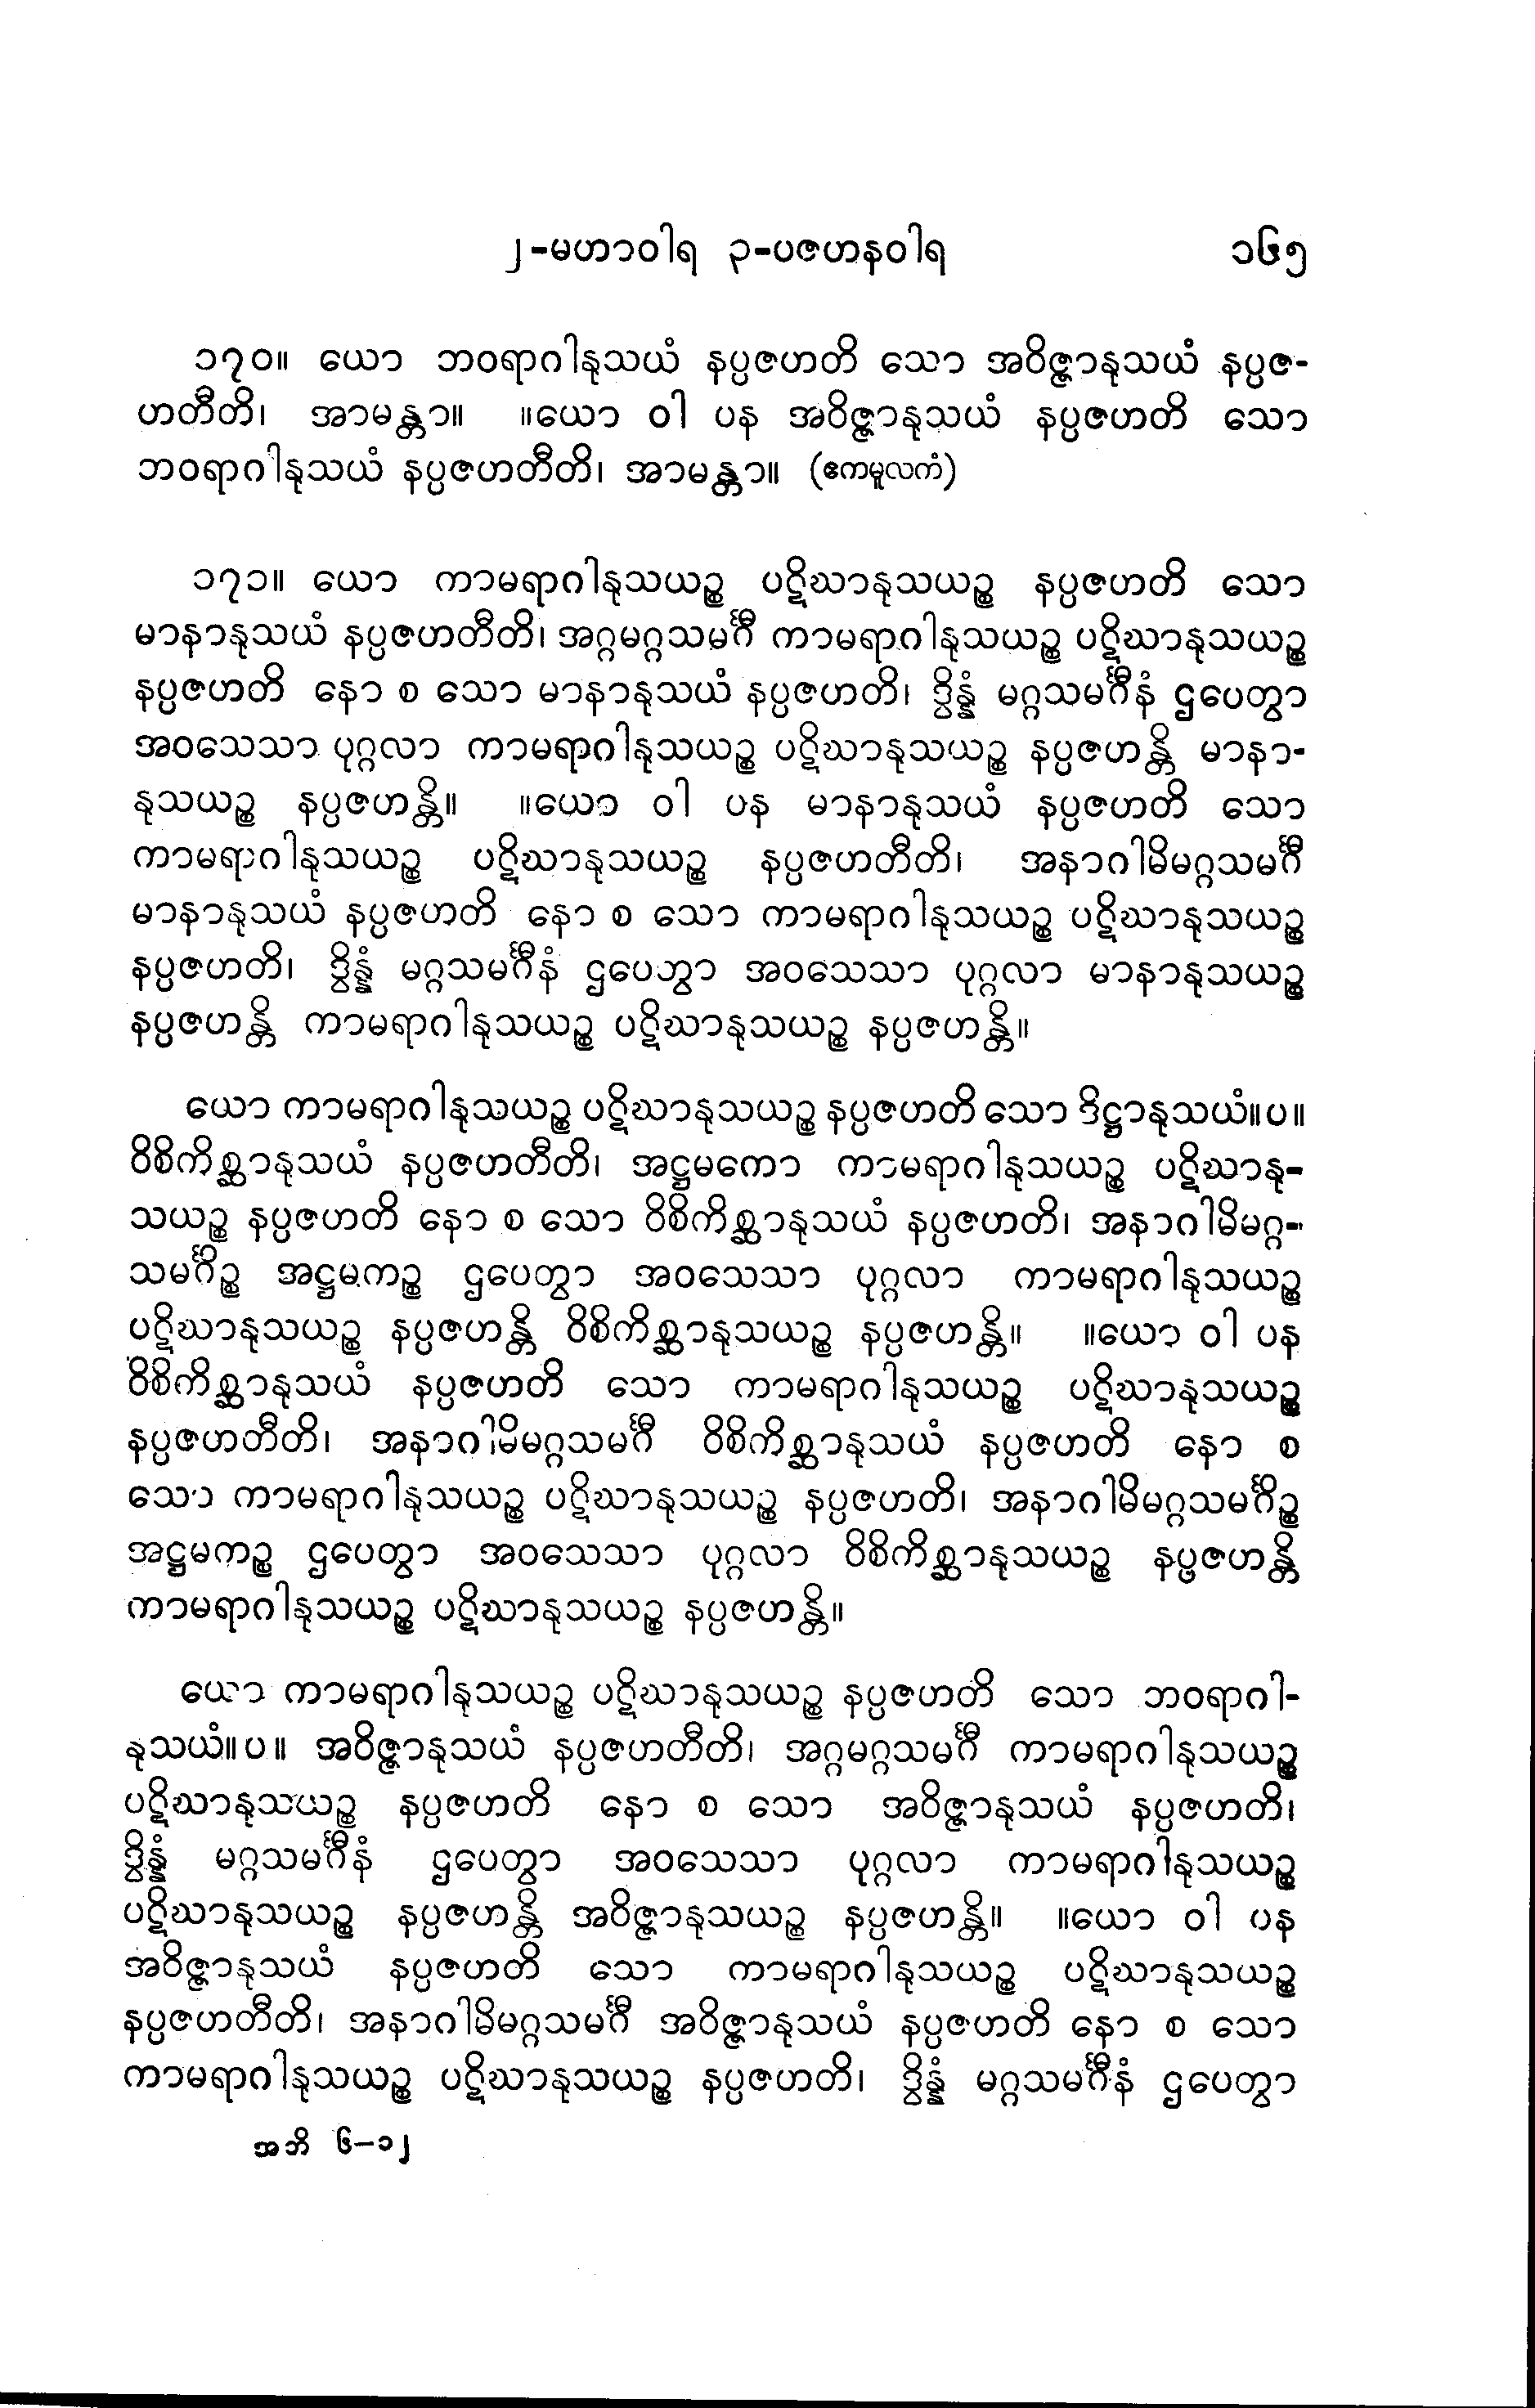 ၂-မဟာဝါရ ၃-ပဇဟနဝါရ ၁၆၅
၁၇၀။ ယော ဘဝရာဂါနုသယံ နပ္ပဇဟတိ သော အဝိဇ္ဇာနုသယံ နပ္ပဇ-
ဟတီတိ၊ အာမန္တာ။ ။ယော ဝါ ပန အဝိဇ္ဇာနုသယံ နပ္ပဇဟတိ သော
ဘဝရာဂါနုသယံ နပ္ပဇဟတီတိ၊ အာမန္တာ။ (ဧကမူလကံ)
၁၇၁။ ယော ကာမရာဂါနုသယဉ္စ ပဋိဃာနုသယဉ္စ နပ္ပဇဟတိ သော
မာနာနုသယံ နပ္ပဇဟတီတိ၊ အဂ္ဂမဂ္ဂသမင်္ဂီ ကာမရာဂါနုသယဉ္စ ပဋိဃာနုသယဉ္စ
နပ္ပဇဟတိ နော စ သော မာနာနုသယံ နပ္ပဇဟတိ၊ ဒွိန္နံ မဂ္ဂသမင်္ဂီနံ ဌပေတွာ
အဝသေသာ ပုဂ္ဂလာ ကာမရာဂါနုသယဉ္စ ပဋိဃာနုသယဉ္စ နပ္ပဇဟန္တိ မာနာ-
နုသယဉ္စ နပ္ပဇဟန္တိ။ ။ယော ဝါ ပန မာနာနုသယံ နပ္ပဇဟတိ သော
ကာမရာဂါနုသယဉ္စ ပဋိဃာနုသယဉ္စ နပ္ပဇဟတီတိ၊ အနာဂါမိမဂ္ဂသမင်္ဂီ
မာနာနုသယံ နပ္ပဇဟတိ နော စ သော ကာမရာဂါနုသယဉ္စ ပဋိဃာနုသယဉ္စ
နပ္ပဇဟတိ၊ ဒွိန္နံ မဂ္ဂသမင်္ဂီနံ ဌပေတွာ အဝသေသာ ပုဂ္ဂလာ မာနာနုသယဉ္စ
နပ္ပဇဟန္တိ ကာမရာဂါနုသယဉ္စ ပဋိဃာနုသယဉ္စ နပ္ပဇဟန္တိ။
ယော ကာမရာဂါနုသယဉ္စ ပဋိဃာနုသယဉ္စ နပ္ပဇဟတိ သော ဒိဋ္ဌာနုသယံ။ပ။
ဝိစိကိစ္ဆာနုသယံ နပ္ပဇဟတီတိ၊ အဋ္ဌမကော ကာမရာဂါနုသယဉ္စ ပဋိဃာနု-
သယဉ္စ နပ္ပဇဟတိ နော စ သော ဝိစိကိစ္ဆာနုသယံ နပ္ပဇဟတိ၊ အနာဂါမိမဂ္ဂ-
သမင်္ဂိဉ္စ အဋ္ဌမကဉ္စ ဌပေတွာ အဝသေသာ ပုဂ္ဂလာ ကာမရာဂါနုသယဉ္စ
ပဋိဃာနုသယဉ္စ နပ္ပဇဟန္တိ ဝိစိကိစ္ဆာနုသယဉ္စ နပ္ပဇဟန္တိ။ ။ယော ဝါ ပန
ဝိစိကိစ္ဆာနုသယံ နပ္ပဇဟတိ သော ကာမရာဂါနုသယဉ္စ ပဋိဃာနုသယဉ္စ
နပ္ပဇဟတီတိ၊ အနာဂါမိမဂ္ဂသမင်္ဂီ ဝိစိကိစ္ဆာနုသယံ နပ္ပဇဟတိ နော စ
သော ကာမရာဂါနုသယဉ္စ ပဋိဃာနုသယဉ္စ နပ္ပဇဟတိ၊ အနာဂါမိမဂ္ဂသမင်္ဂိဉ္စ
အဋ္ဌမကဉ္စ ဌပေတွာ အဝသေသာ ပုဂ္ဂလာ ဝိစိကိစ္ဆာနုသယဉ္စ နပ္ပဇဟန္တိ
ကာမရာဂါနုသယဉ္စ ပဋိဃာနုသယဉ္စ နပ္ပဇဟန္တိ။
ယော ကာမရာဂါနုသယဉ္စ ပဋိဃာနုသယဉ္စ နပ္ပဇဟတိ သော ဘဝရာဂါ-
နုသယံ။ပ။ အဝိဇ္ဇာနုသယံ နပ္ပဇဟတီတိ၊ အဂ္ဂမဂ္ဂသမင်္ဂီ ကာမရာဂါနုသယဉ္စ
ပဋိဃာနုသယဉ္စ နပ္ပဇဟတိ နော စ သော အဝိဇ္ဇာနုသယံ နပ္ပဇဟတိ၊
ဒွိန္နံ မဂ္ဂသမင်္ဂီနံ ဌပေတွာ အဝသေသာ ပုဂ္ဂလာ ကာမရာဂါနုသယဉ္စ
ပဋိဃာနုသယဉ္စ နပ္ပဇဟန္တိ အဝိဇ္ဇာနုသယဉ္စ နပ္ပဇဟန္တိ။ ။ယော ဝါ ပန
အဝိဇ္ဇာနုသယံ နပ္ပဇဟတိ သော ကာမရာဂါနုသယဉ္စ ပဋိဃာနုသယဉ္စ
နပ္ပဇဟတီတိ၊ အနာဂါမိမဂ္ဂသမင်္ဂီ အဝိဇ္ဇာနုသယံ နပ္ပဇဟတိ နော စ သော
ကာမရာဂါနုသယဉ္စ ပဋိဃာနုသယဉ္စ နပ္ပဇဟတိ၊ ဒွိန္နံ မဂ္ဂသမင်္ဂီနံ ဌပေတွာ
အဘိ ၆-၁၂